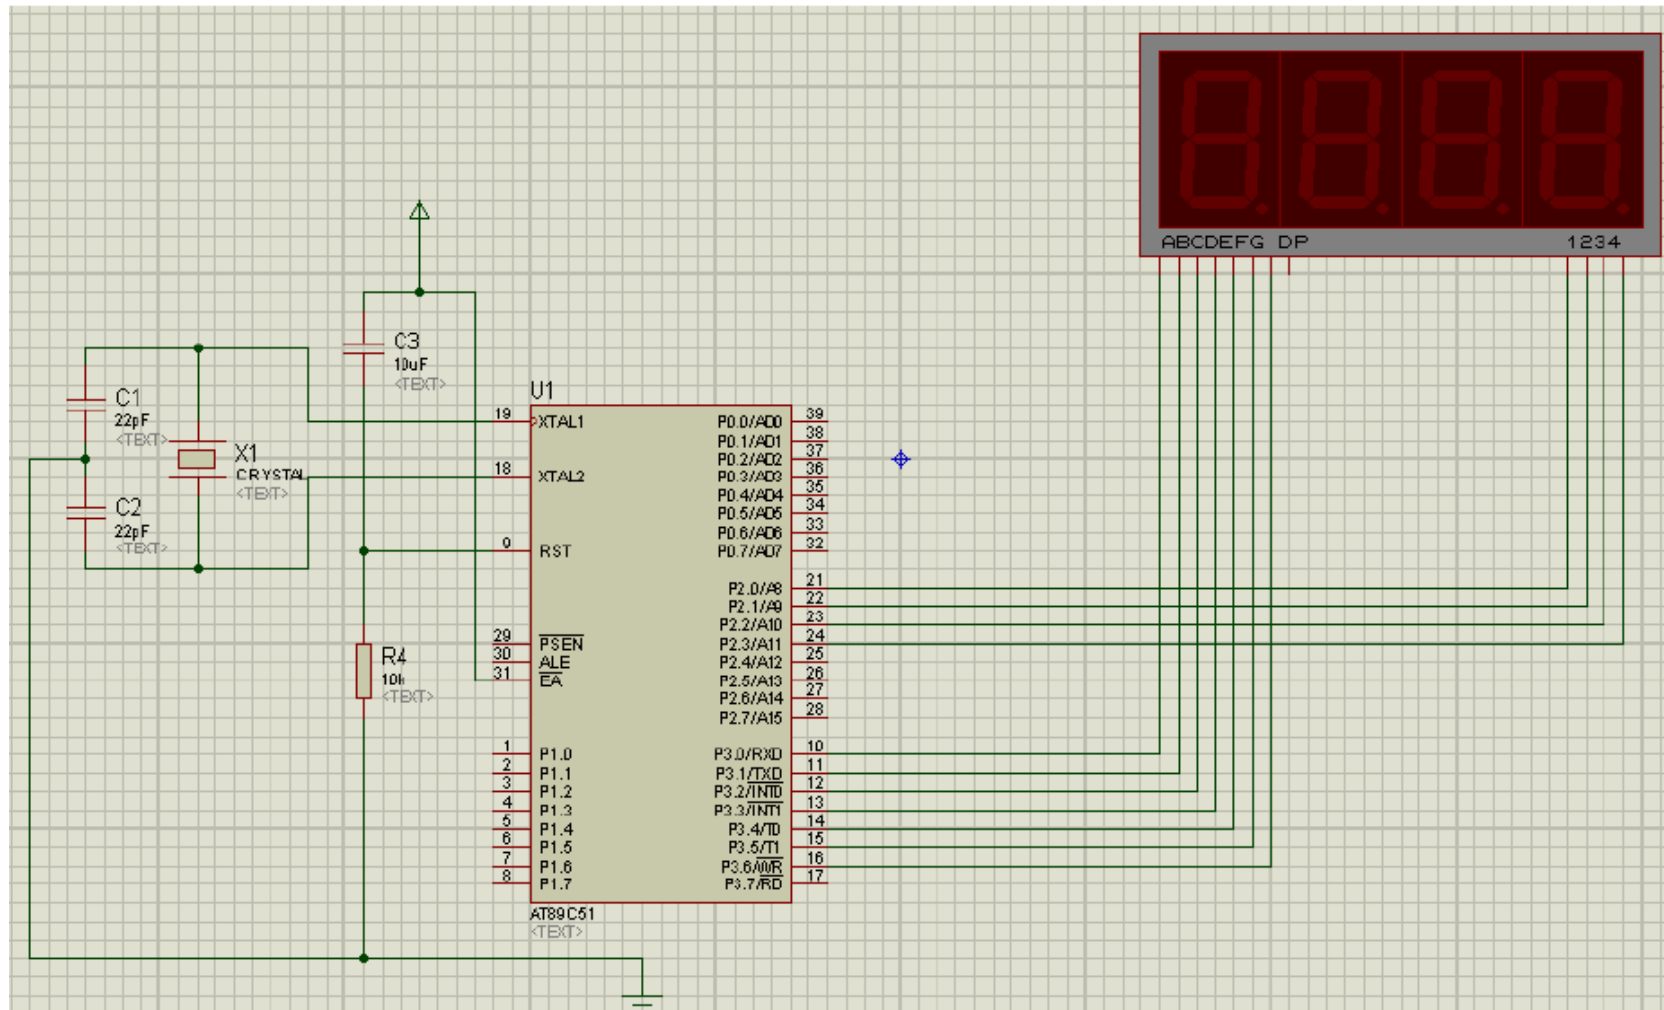 ABCDEFG DP
1234
C3
10uF
<TEXT>
C1
22pF
<TEXT>
X1
CRYSTAL
<TEXT>
C2
22pF
<TEXT>
R4
10k
<TEXT>
U1
19 XTAL1
18 XTAL2
9 RST
29 PSEN
30 ALE
31 EA
1 P1.0
2 P1.1
3 P1.2
4 P1.3
5 P1.4
6 P1.5
7 P1.6
8 P1.7
P0.0/AD0 39
P0.1/AD1 38
P0.2/AD2 37
P0.3/AD3 36
P0.4/AD4 35
P0.5/AD5 34
P0.6/AD6 33
P0.7/AD7 32
P2.0/A8 21
P2.1/A9 22
P2.2/A10 23
P2.3/A11 24
P2.4/A12 25
P2.5/A13 26
P2.6/A14 27
P2.7/A15 28
P3.0/RXD 10
P3.1/TXD 11
P3.2/INT0 12
P3.3/INT1 13
P3.4/T0 14
P3.5/T1 15
P3.6/WR 16
P3.7/RD 17
AT89C51
<TEXT>